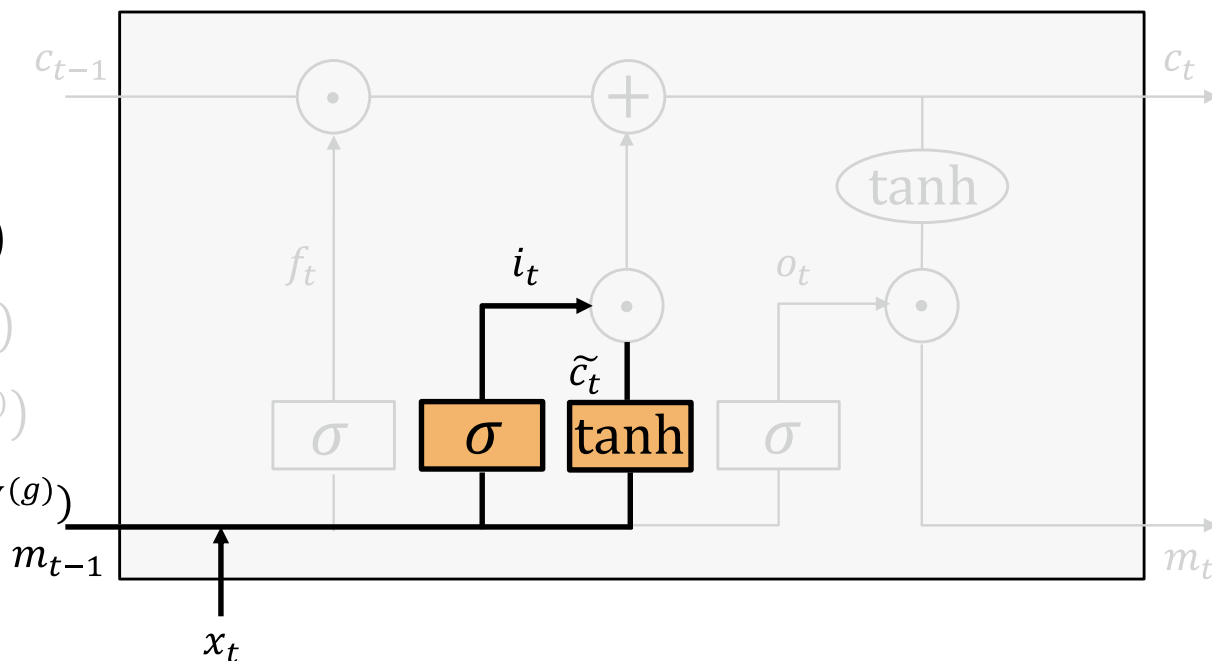 c_{t−1}
c_t
tanh
)
f_t
i_t
o_t
)
c̃_t
)
σ
σ
tanh
σ
(g))
m_{t−1}
m_t
x_t